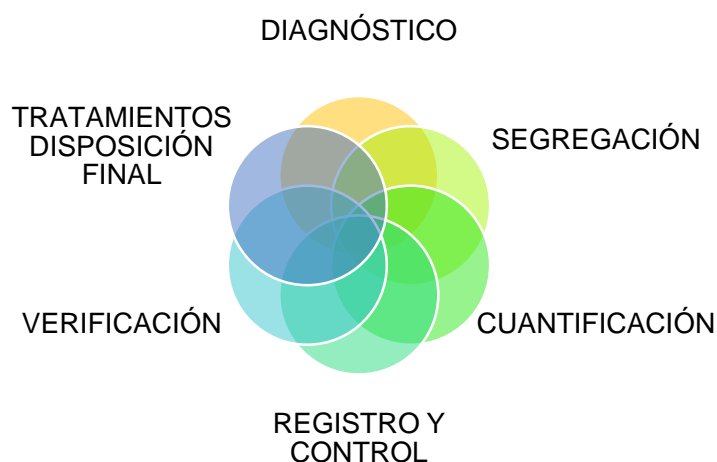 DIAGNÓSTICO
TRATAMIENTOS
DISPOSICIÓN
FINAL
SEGREGACIÓN
VERIFICACIÓN
CUANTIFICACIÓN
REGISTRO Y
CONTROL